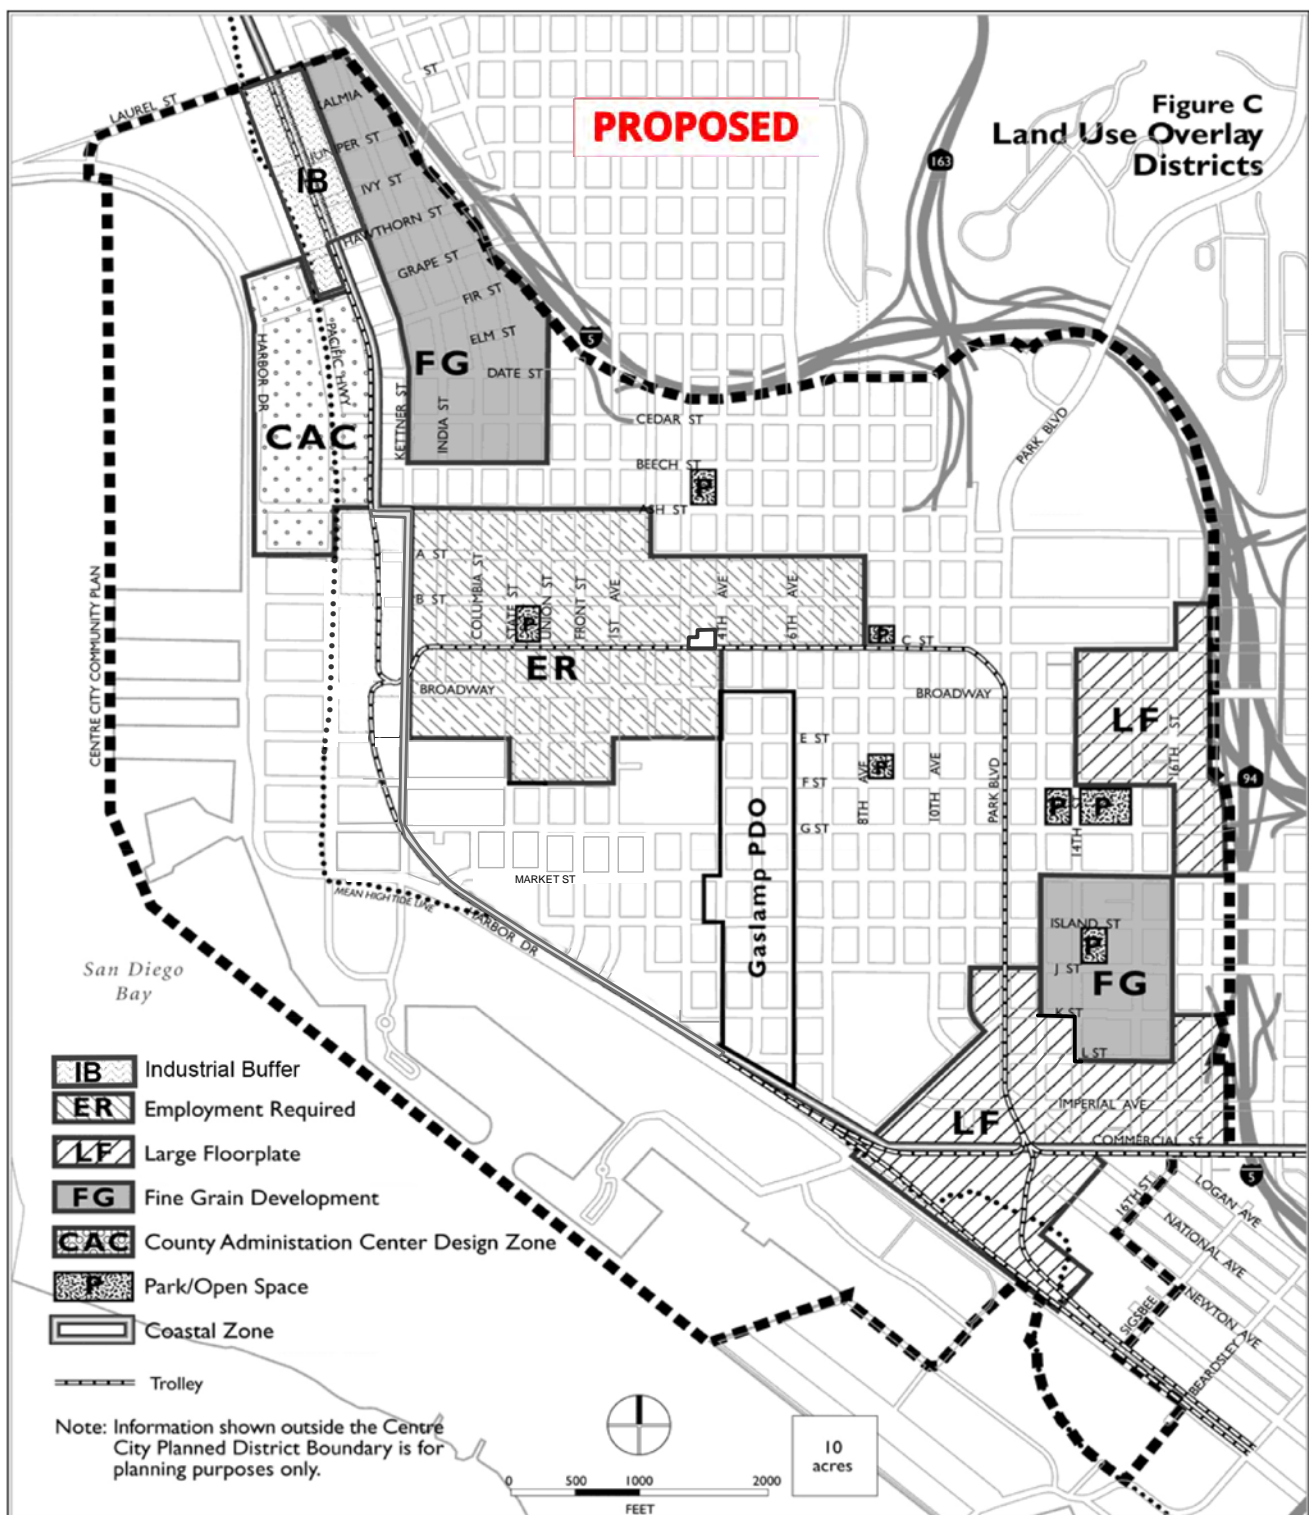 PROPOSED
Figure C
Land Use Overlay
Districts
ST
LAUREL ST
KALMIA
JUNIPER ST
IB
IVY ST
HAWTHORN ST
GRAPE ST
FIR ST
ELM ST
DATE ST
FG
163
5
HARBOR DR
PACIFIC HWY
CAC
KETTNER ST
INDIA ST
CEDAR ST
BEECH ST
P
ASH ST
PARK BLVD
A ST
B ST
COLUMBIA ST
STATE ST
P
UNION ST
FRONT ST
1ST AVE
4TH AVE
6TH AVE
P
C ST
ER
BROADWAY
BROADWAY
CENTRE CITY COMMUNITY PLAN
LF
16TH ST
E ST
F ST
G ST
8TH AVE
P
10TH AVE
PARK BLVD
P
P
ST
14TH
94
Gaslamp PDO
MARKET ST
MEAN HIGH TIDE LINE
HARBOR DR
ISLAND ST
P
J ST
FG
K ST
L ST
San Diego
Bay
LF
IMPERIAL AVE
COMMERCIAL ST
5
16TH ST
LOGAN AVE
NATIONAL AVE
NEWTON AVE
SIGSBEE
BEARDSLEY
IB Industrial Buffer
ER Employment Required
LF Large Floorplate
FG Fine Grain Development
CAC County Administation Center Design Zone
P Park/Open Space
Coastal Zone
Trolley
Note: Information shown outside the Centre
City Planned District Boundary is for
planning purposes only.
0 500 1000 2000
FEET
10
acres